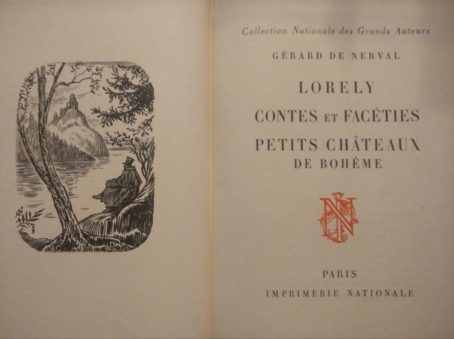 Collection Nationale des Grands Auteurs
GÉRARD DE NERVAL
LORELY
CONTES ET FACÉTIES
PETITS CHÂTEAUX
DE BOHÊME
PARIS
IMPRIMERIE NATIONALE